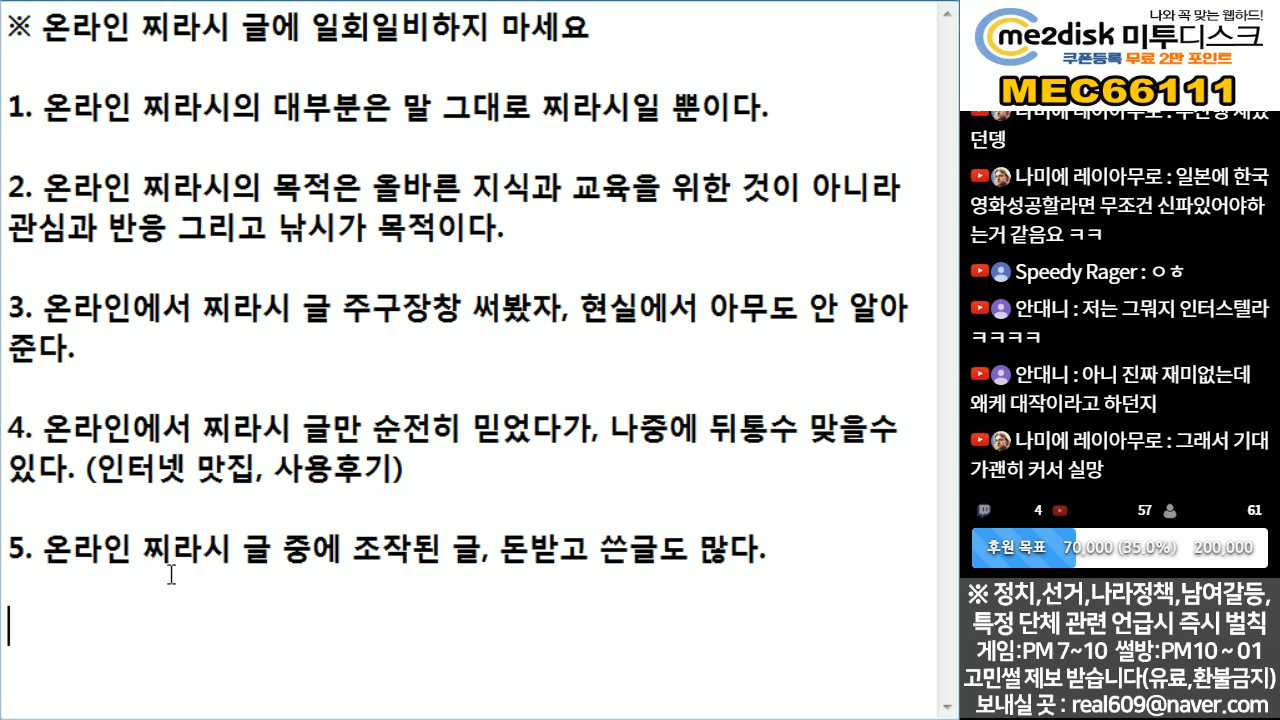 ※ 온라인 찌라시 글에 일회일비하지 마세요
1. 온라인 찌라시의 대부분은 말 그대로 찌라시일 뿐이다.
2. 온라인 찌라시의 목적은 올바른 지식과 교육을 위한 것이 아니라
관심과 반응 그리고 낚시가 목적이다.
3. 온라인에서 찌라시 글 주구장창 써봤자, 현실에서 아무도 안 알아
준다.
4. 온라인에서 찌라시 글만 순전히 믿었다가, 나중에 뒤통수 맞을수
있다. (인터넷 맛집, 사용후기)
5. 온라인 찌라시 글 중에 조작된 글, 돈받고 쓴글도 많다.
나와 꼭 맞는 웹하드!
me2disk 미투디스크
쿠폰등록 무료 2만 포인트
MEC66111
나미에 레이아무로 :
던뎅
나미에 레이아무로 : 일본에 한국
영화성공할라면 무조건 신파있어야하
는거 같음요 ㅋㅋ
Speedy Rager : ㅇㅎ
안대니 : 저는 그뭐지 인터스텔라
ㅋㅋㅋㅋ
안대니 : 아니 진짜 재미없는데
왜케 대작이라고 하던지
나미에 레이아무로 : 그래서 기대
가괜히 커서 실망
4 57 61
후원 목표 70,000 (35.0%) 200,000
※ 정치,선거,나라정책,남여갈등,
특정 단체 관련 언급시 즉시 벌칙
게임:PM 7~10 썰방:PM10 ~ 01
고민썰 제보 받습니다(유료,환불금지)
보내실 곳 : real609@naver.com